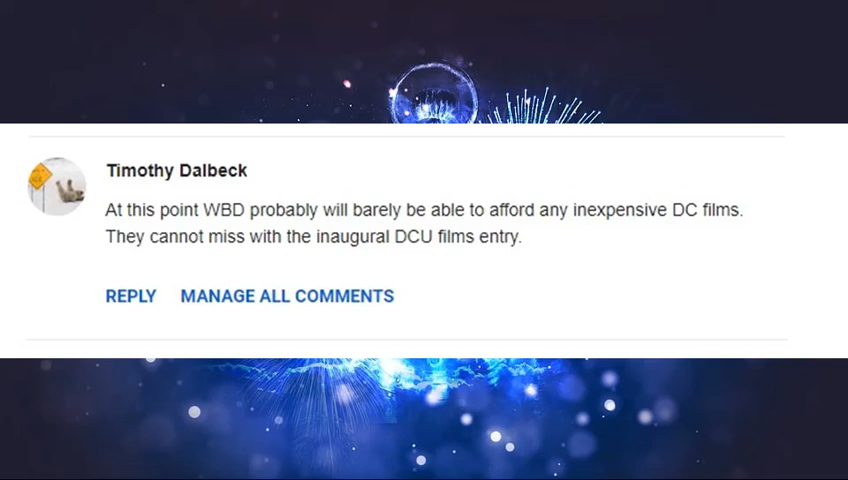 Timothy Dalbeck
At this point WBD probably will barely be able to afford any inexpensive DC films.
They cannot miss with the inaugural DCU films entry.
REPLY MANAGE ALL COMMENTS